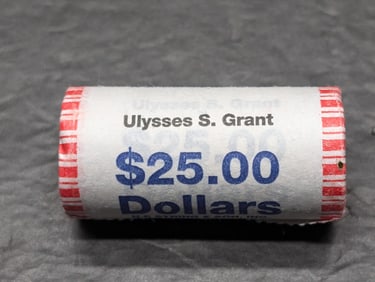 Ulysses S. Grant
$25.00
Dollars